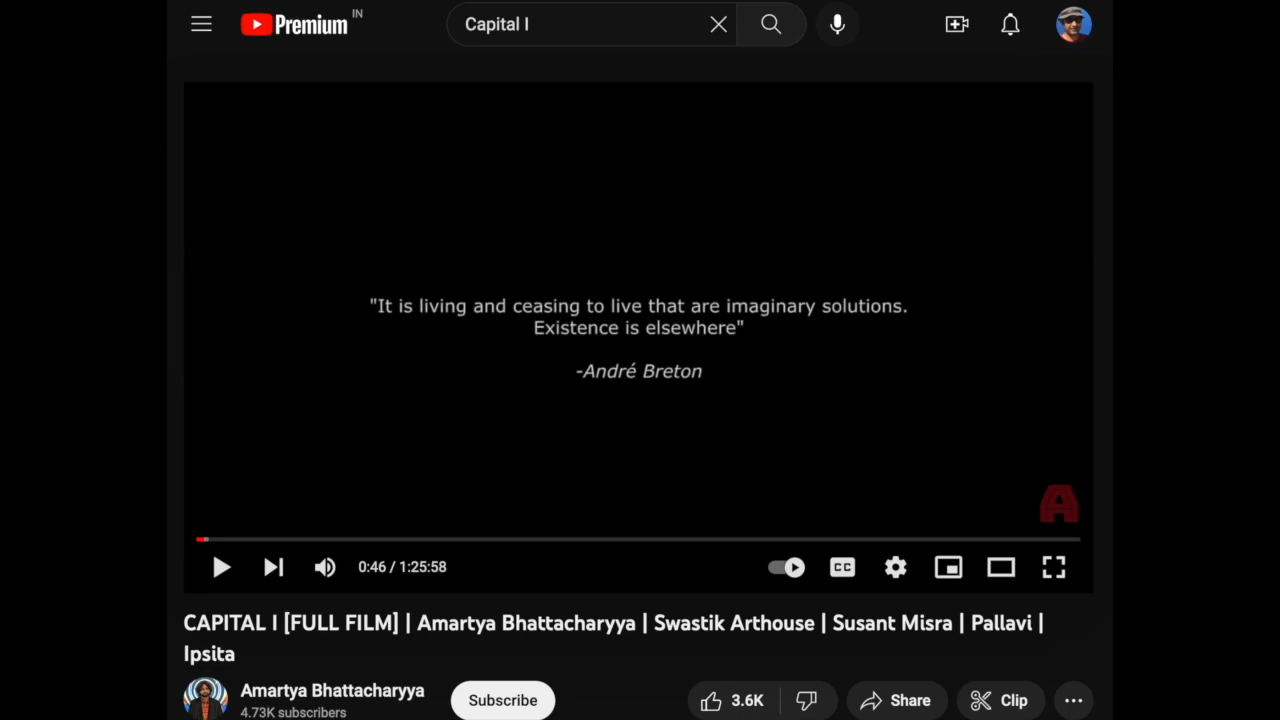 Premium IN
Capital I
"It is living and ceasing to live that are imaginary solutions.
Existence is elsewhere"
-André Breton
A
0:46 / 1:25:58
CC
CAPITAL I [FULL FILM] | Amartya Bhattacharyya | Swastik Arthouse | Susant Misra | Pallavi |
Ipsita
Amartya Bhattacharyya
4.73K subscribers
Subscribe
3.6K
Share
Clip